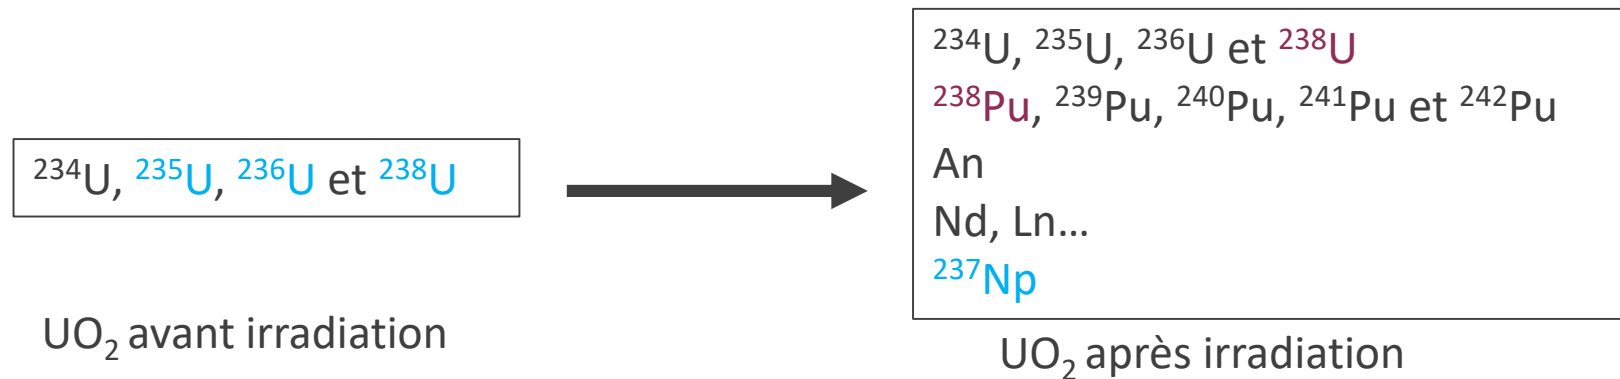 ²³⁴U, ²³⁵U, ²³⁶U et ²³⁸U
UO₂ avant irradiation
²³⁴U, ²³⁵U, ²³⁶U et ²³⁸U
²³⁸Pu, ²³⁹Pu, ²⁴⁰Pu, ²⁴¹Pu et ²⁴²Pu
An
Nd, Ln…
²³⁷Np
UO₂ après irradiation